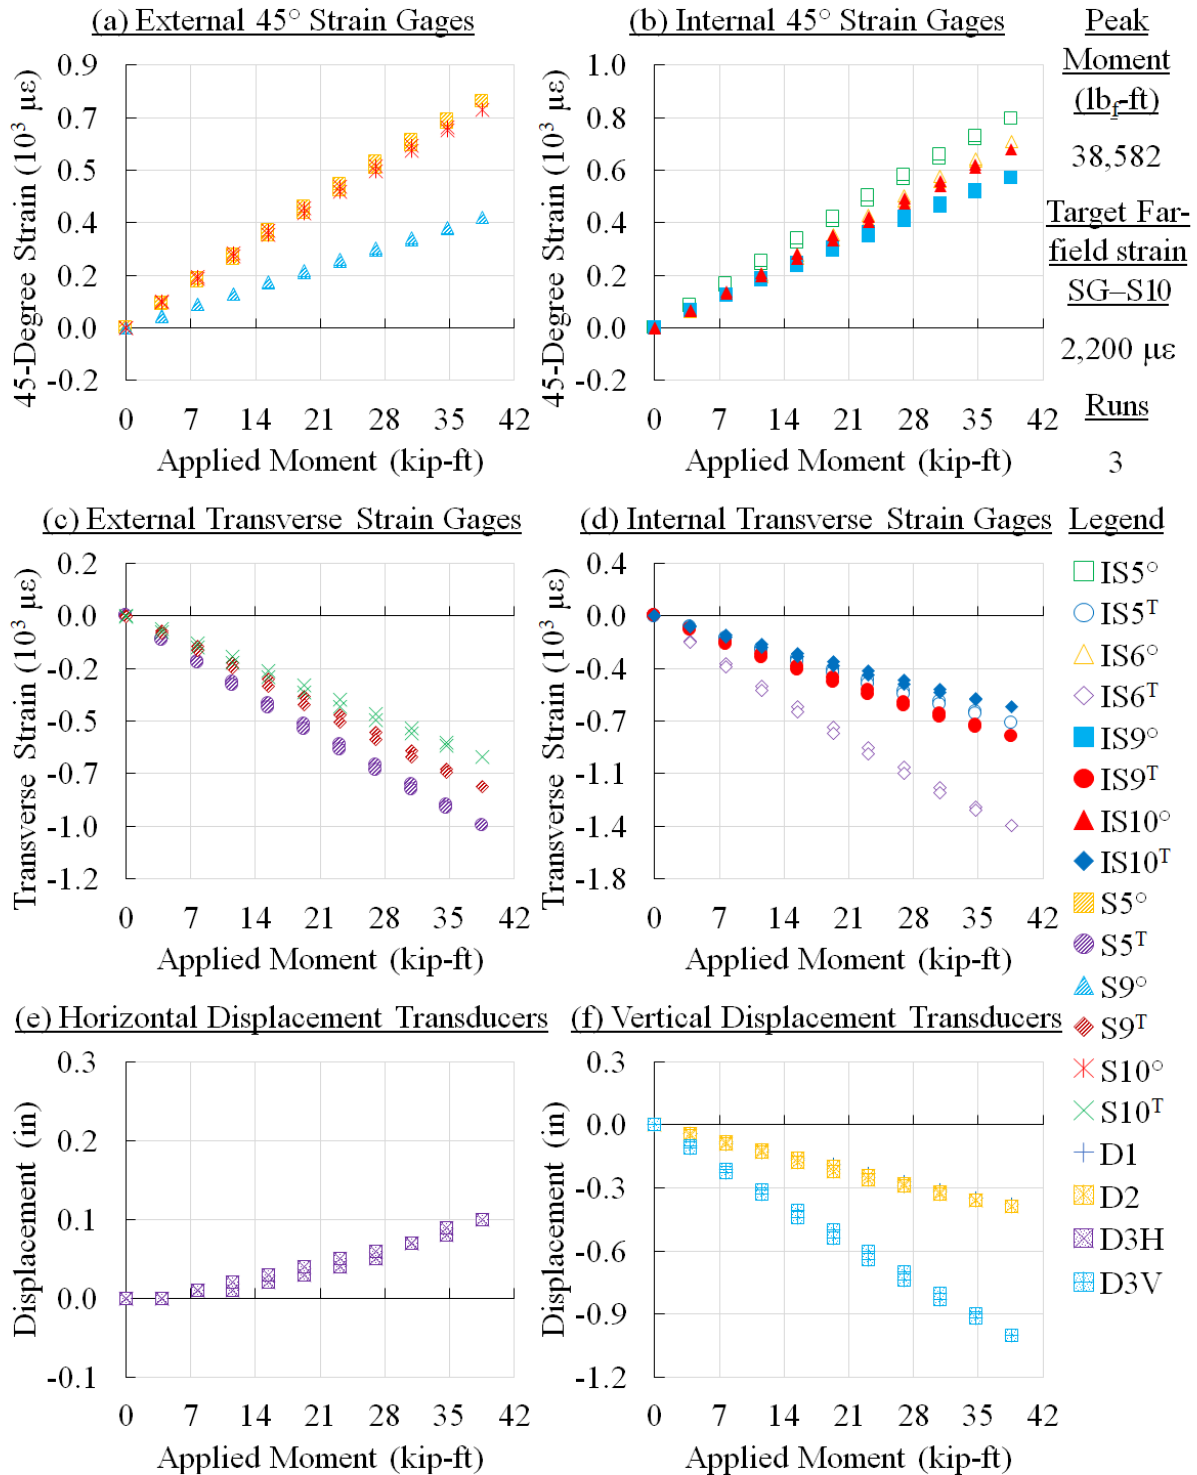 (a) External 45° Strain Gages
45-Degree Strain (10³ µε)
0.9
0.7
0.5
0.4
0.2
0.0
-0.2
0 7 14 21 28 35 42
Applied Moment (kip-ft)
(b) Internal 45° Strain Gages
45-Degree Strain (10³ µε)
1.0
0.8
0.6
0.4
0.2
0.0
-0.2
0 7 14 21 28 35 42
Applied Moment (kip-ft)
Peak
Moment
(lb_f-ft)
38,582
Target Far-
field strain
SG–S10
2,200 µε
Runs
3
(c) External Transverse Strain Gages
Transverse Strain (10³ µε)
0.2
0.0
-0.2
-0.5
-0.7
-1.0
-1.2
0 7 14 21 28 35 42
Applied Moment (kip-ft)
(d) Internal Transverse Strain Gages
Transverse Strain (10³ µε)
0.4
0.0
-0.4
-0.7
-1.1
-1.4
-1.8
0 7 14 21 28 35 42
Applied Moment (kip-ft)
Legend
IS5°
IS5ᵀ
IS6°
IS6ᵀ
IS9°
IS9ᵀ
IS10°
IS10ᵀ
S5°
S5ᵀ
S9°
S9ᵀ
S10°
S10ᵀ
D1
D2
D3H
D3V
(e) Horizontal Displacement Transducers
Displacement (in)
0.3
0.2
0.1
0.0
-0.1
0 7 14 21 28 35 42
Applied Moment (kip-ft)
(f) Vertical Displacement Transducers
Displacement (in)
0.3
0.0
-0.3
-0.6
-0.9
-1.2
0 7 14 21 28 35 42
Applied Moment (kip-ft)